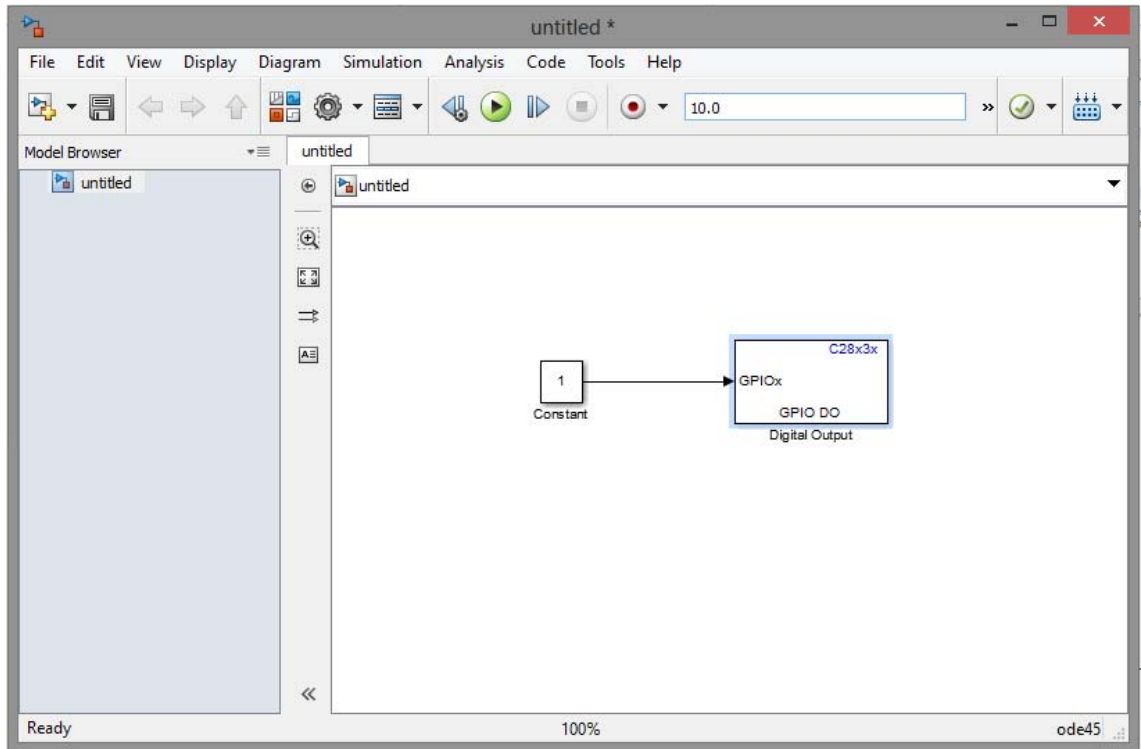 untitled *
File Edit View Display Diagram Simulation Analysis Code Tools Help
10.0 »
Model Browser
untitled
untitled
untitled
1
Constant
C28x3x
GPIOx
GPIO DO
Digital Output
Ready 100% ode45